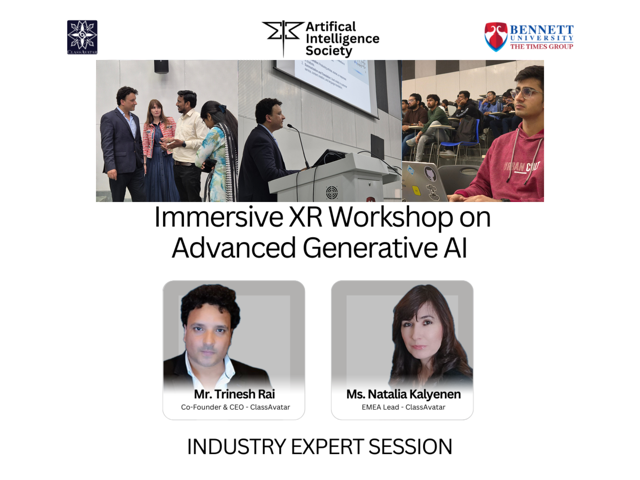 CLASSAVATAR
Artifical
Intelligence
Society
BENNETT
UNIVERSITY
THE TIMES GROUP
Immersive XR Workshop on
Advanced Generative AI
Mr. Trinesh Rai
Co-Founder & CEO - ClassAvatar
Ms. Natalia Kalyenen
EMEA Lead - ClassAvatar
INDUSTRY EXPERT SESSION